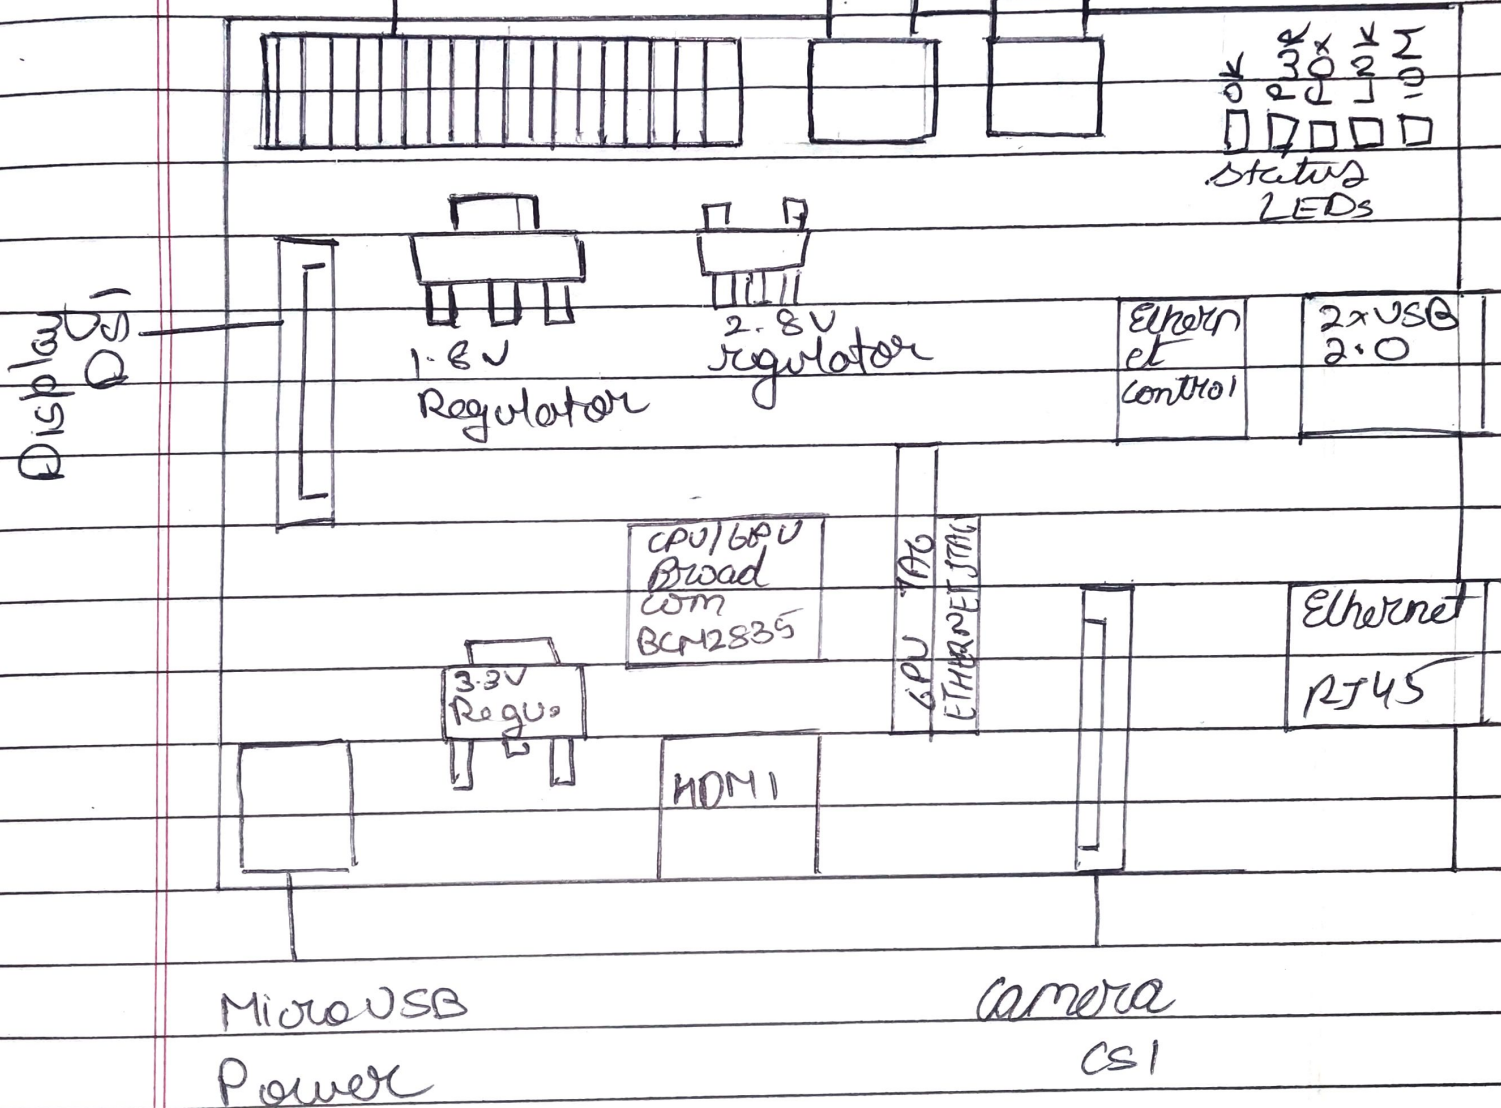 OK
PWR
FDX
LNK
10M
Status
LEDs
Display
DSI
1.8V
Regulator
2.8V
rgulator
Ethern
et
control
2xUSB
2.0
CPU/GPU
Broad
com
BCM2835
GPU JTAG
ETHERNET JTAG
Ethernet
RJ45
3.3V
Regu.
HDMI
MicroUSB
Power
Camera
CSI